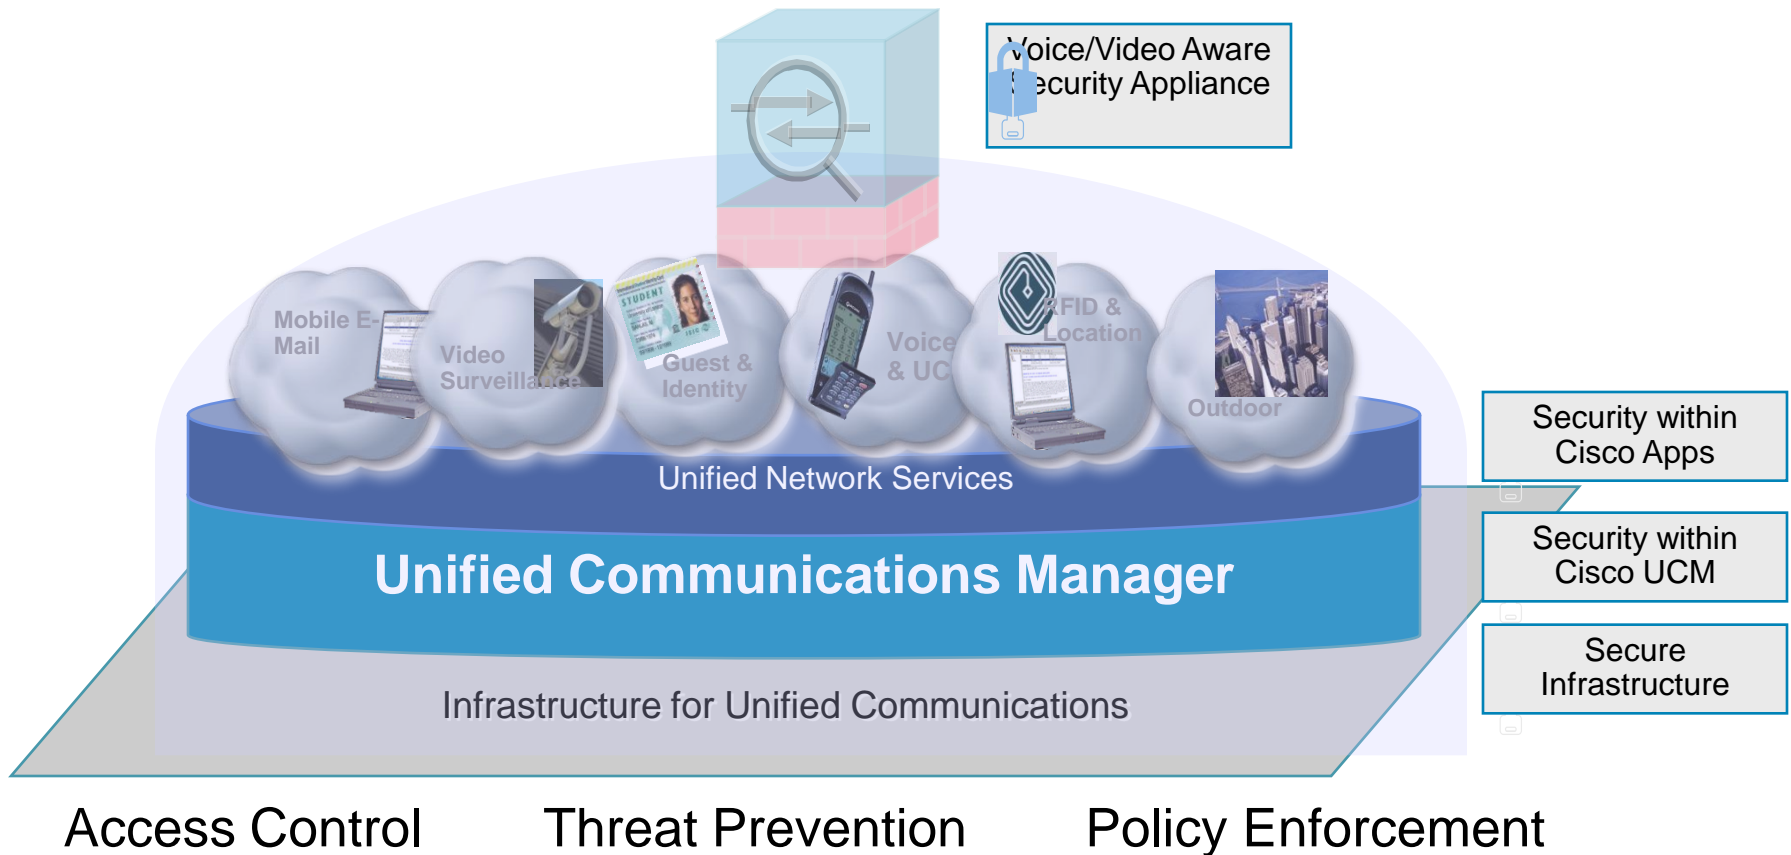 Voice/Video Aware
Security Appliance
Mobile E-
Mail
Video
Surveillance
STUDENT
Guest &
Identity
Voice
& UC
RFID &
Location
Outdoor
Unified Network Services
Unified Communications Manager
Infrastructure for Unified Communications
Security within
Cisco Apps
Security within
Cisco UCM
Secure
Infrastructure
Access Control
Threat Prevention
Policy Enforcement